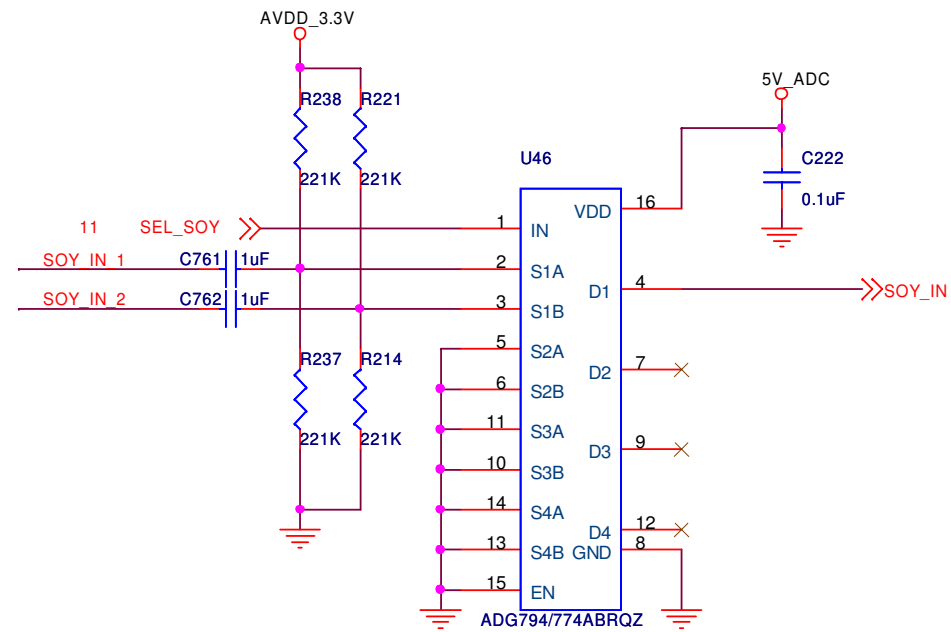 AVDD_3.3V
5V_ADC
R238 R221
U46
C222
221K 221K
0.1uF
VDD 16
11 SEL_SOY 1 IN
SOY_IN_1 C761 1uF 2 S1A
D1 4 SOY_IN
SOY_IN_2 C762 1uF 3 S1B
5 S2A
R237 R214
D2 7
6 S2B
11 S3A
221K 221K
D3 9
10 S3B
14 S4A
D4 12
13 S4B
GND 8
15 EN
ADG794/774ABRQZ